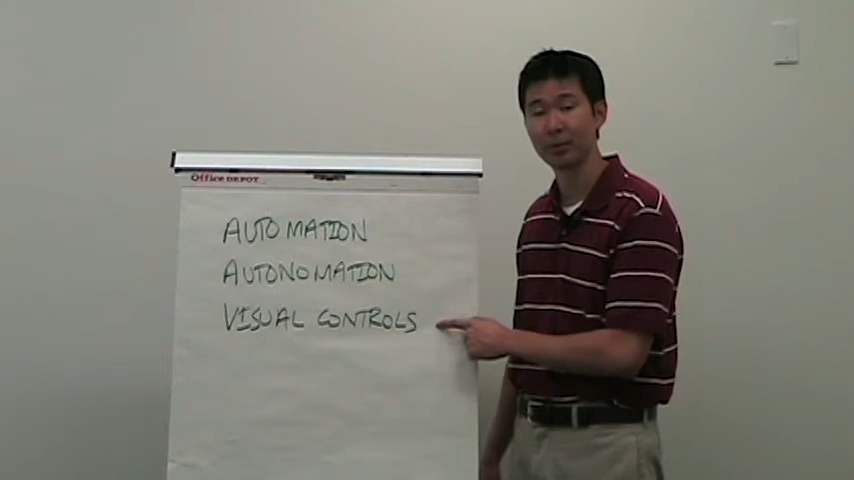 Office DEPOT
AUTOMATION
AUTONOMATION
VISUAL CONTROLS